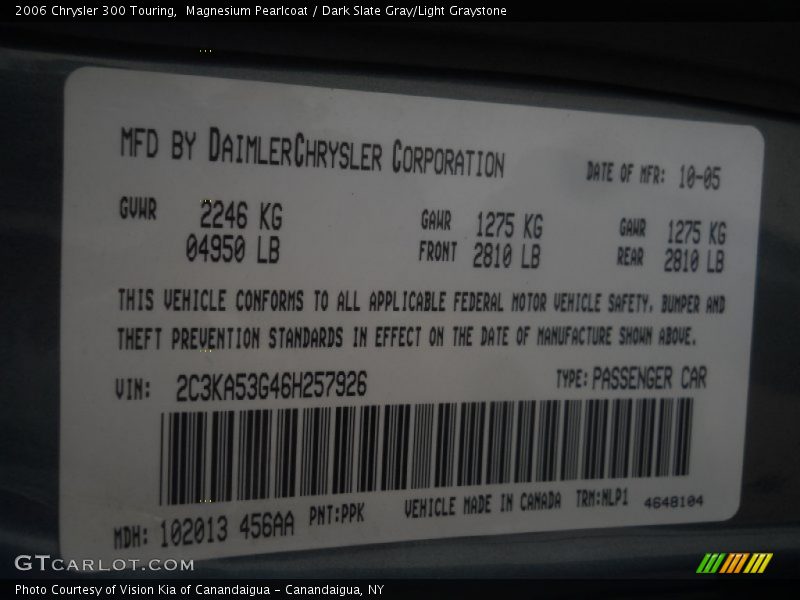 2006 Chrysler 300 Touring,  Magnesium Pearlcoat / Dark Slate Gray/Light Graystone
MFD BY DAIMLERCHRYSLER CORPORATION DATE OF MFR: 10-05
GVWR 2246 KG GAWR 1275 KG GAWR 1275 KG
04950 LB FRONT 2810 LB REAR 2810 LB
THIS VEHICLE CONFORMS TO ALL APPLICABLE FEDERAL MOTOR VEHICLE SAFETY, BUMPER AND
THEFT PREVENTION STANDARDS IN EFFECT ON THE DATE OF MANUFACTURE SHOWN ABOVE.
VIN: 2C3KA53G46H257926 TYPE: PASSENGER CAR
MDH: 102013 456AA PNT:PPK VEHICLE MADE IN CANADA TRM:NLP1 4648104
GTCARLOT.COM
Photo Courtesy of Vision Kia of Canandaigua - Canandaigua, NY